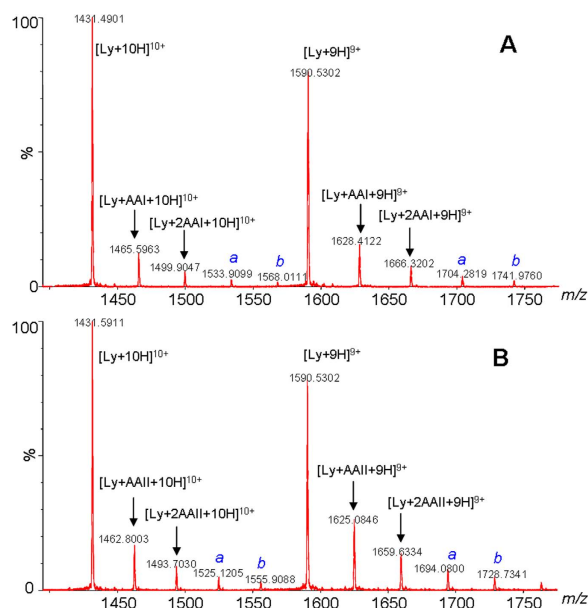 100
1431.4901
[Ly+10H]10+
[Ly+9H]9+
1590.5302
A
%
[Ly+AAI+10H]10+
[Ly+2AAI+10H]10+
[Ly+AAI+9H]9+
[Ly+2AAI+9H]9+
1465.5963
1499.9047
a
1533.9099
b
1568.0111
1628.4122
1666.3202
a
1704.2819
b
1741.9760
0
1450 1500 1550 1600 1650 1700 1750
m/z
100
1431.5911
[Ly+10H]10+
[Ly+9H]9+
1590.5302
B
%
[Ly+AAII+10H]10+
[Ly+2AAII+10H]10+
[Ly+AAII+9H]9+
[Ly+2AAII+9H]9+
1462.8003
1493.7030
a
1525.1205
b
1555.9088
1625.0846
1659.6334
a
1694.0800
b
1728.7341
0
1450 1500 1550 1600 1650 1700 1750
m/z